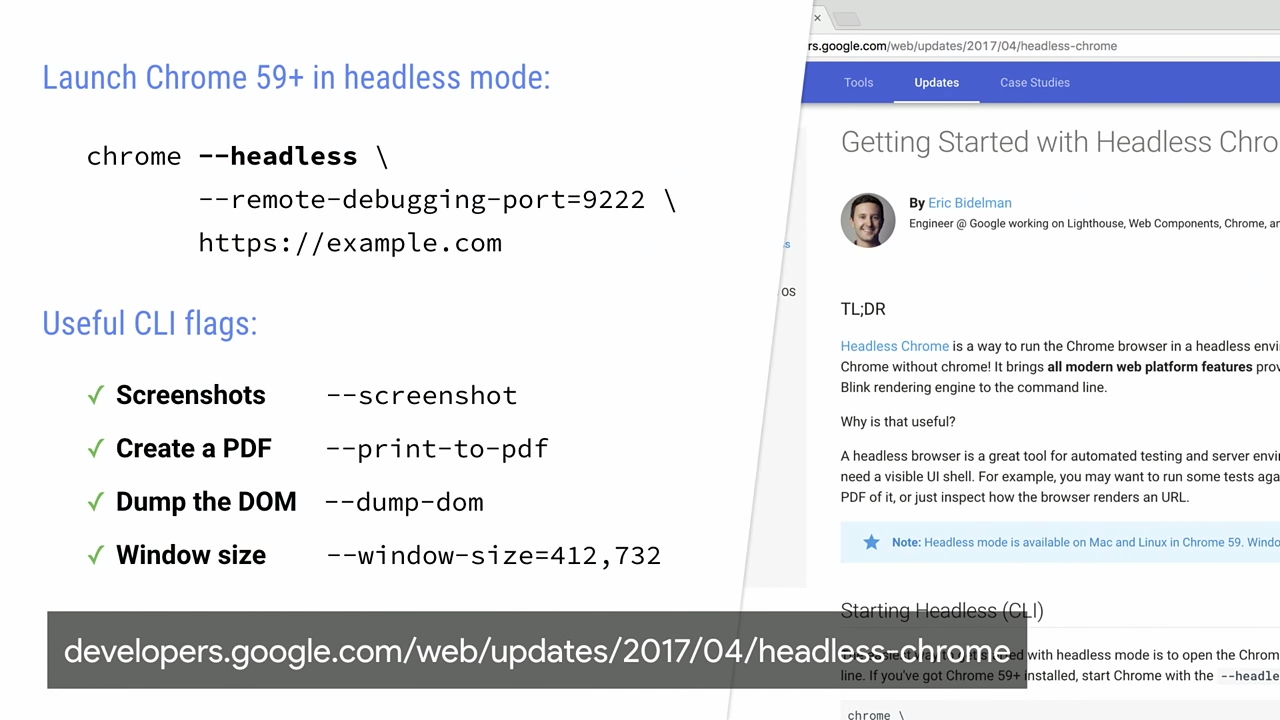 Launch Chrome 59+ in headless mode:
chrome --headless \
--remote-debugging-port=9222 \
https://example.com
Useful CLI flags:
✓ Screenshots --screenshot
✓ Create a PDF --print-to-pdf
✓ Dump the DOM --dump-dom
✓ Window size --window-size=412,732
developers.google.com/web/updates/2017/04/headless-chrome
rs.google.com/web/updates/2017/04/headless-chrome
Tools Updates Case Studies
Getting Started with Headless Chro
By Eric Bidelman
Engineer @ Google working on Lighthouse, Web Components, Chrome, an
OS
TL;DR
Headless Chrome is a way to run the Chrome browser in a headless envi
Chrome without chrome! It brings all modern web platform features prov
Blink rendering engine to the command line.
Why is that useful?
A headless browser is a great tool for automated testing and server envi
need a visible UI shell. For example, you may want to run some tests aga
PDF of it, or just inspect how the browser renders an URL.
Note: Headless mode is available on Mac and Linux in Chrome 59. Windo
Starting Headless (CLI)
with headless mode is to open the Chrom
line. If you've got Chrome 59+ installed, start Chrome with the --headle
chrome \